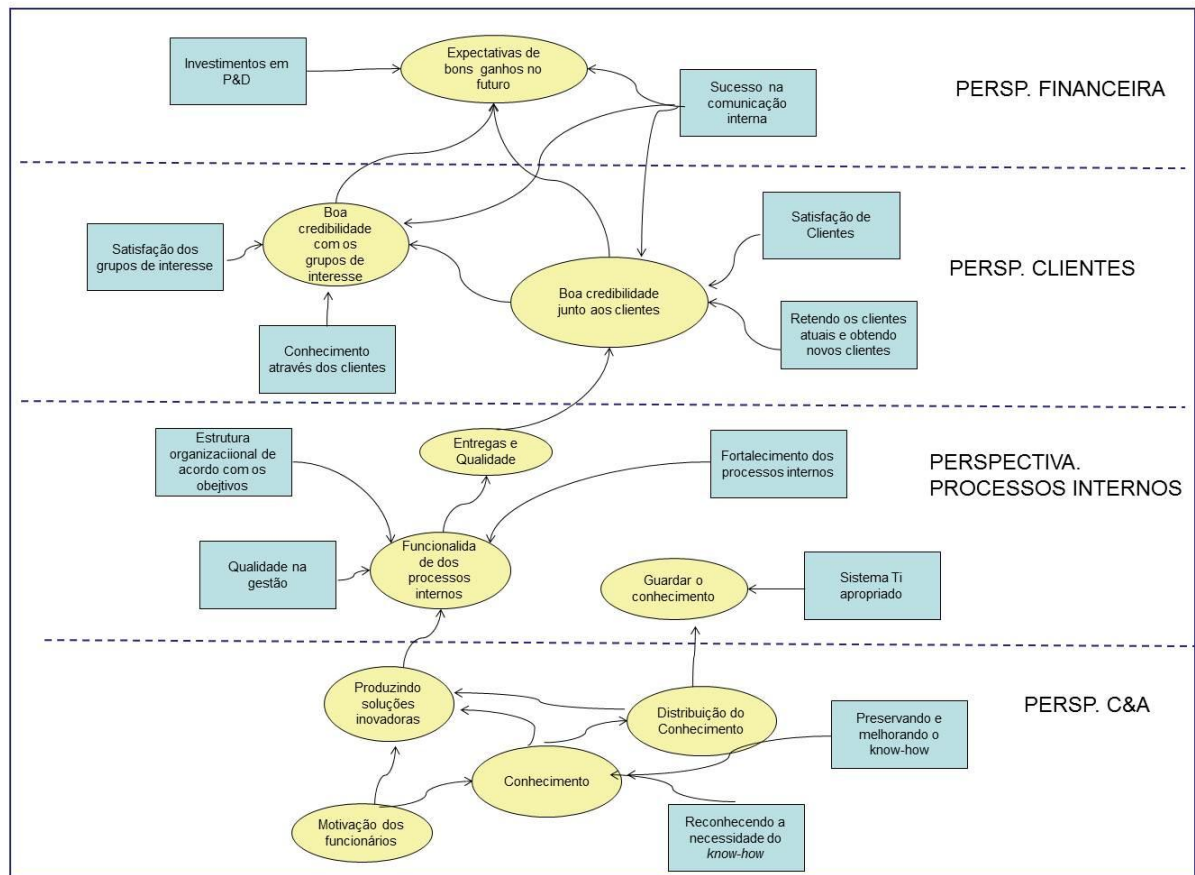 Investimentos em
P&D
Expectativas de
bons ganhos no
futuro
Sucesso na
comunicação
interna
PERSP. FINANCEIRA
Satisfação dos
grupos de interesse
Boa
credibilidade
com os
grupos de
interesse
Conhecimento
através dos clientes
Boa credibilidade
junto aos clientes
Satisfação de
Clientes
Retendo os clientes
atuais e obtendo
novos clientes
PERSP. CLIENTES
Estrutura
organizaciional de
acordo com os
obejtivos
Entregas e
Qualidade
Fortalecimento dos
processos internos
PERSPECTIVA.
PROCESSOS INTERNOS
Qualidade na
gestão
Funcionalida
de dos
processos
internos
Guardar o
conhecimento
Sistema Ti
apropriado
Produzindo
soluções
inovadoras
Distribuição do
Conhecimento
Preservando e
melhorando o
know-how
PERSP. C&A
Conhecimento
Motivação dos
funcionários
Reconhecendo a
necessidade do
know-how